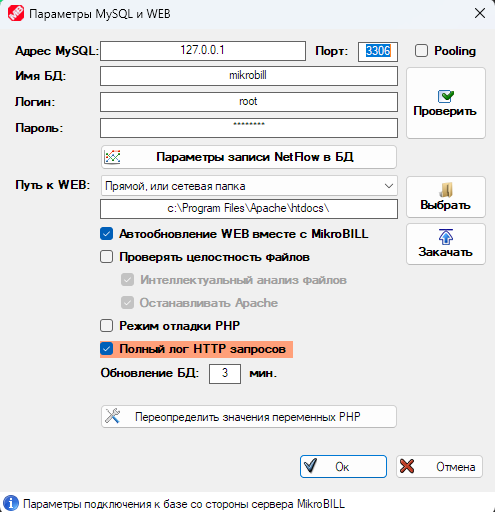 Параметры MySQL и WEB
Адрес MySQL: 127.0.0.1 Порт: 3306 Pooling
Имя БД: mikrobill
Логин: root
Проверить
Пароль: ********
Параметры записи NetFlow в БД
Путь к WEB: Прямой, или сетевая папка
Выбрать
c:\Program Files\Apache\htdocs\
Автообновление WEB вместе с MikroBILL
Закачать
Проверять целостность файлов
Интеллектуальный анализ файлов
Останавливать Apache
Режим отладки PHP
Полный лог HTTP запросов
Обновление БД: 3 мин.
Переопределить значения переменных PHP
Ок Отмена
Параметры подключения к базе со стороны сервера MikroBILL